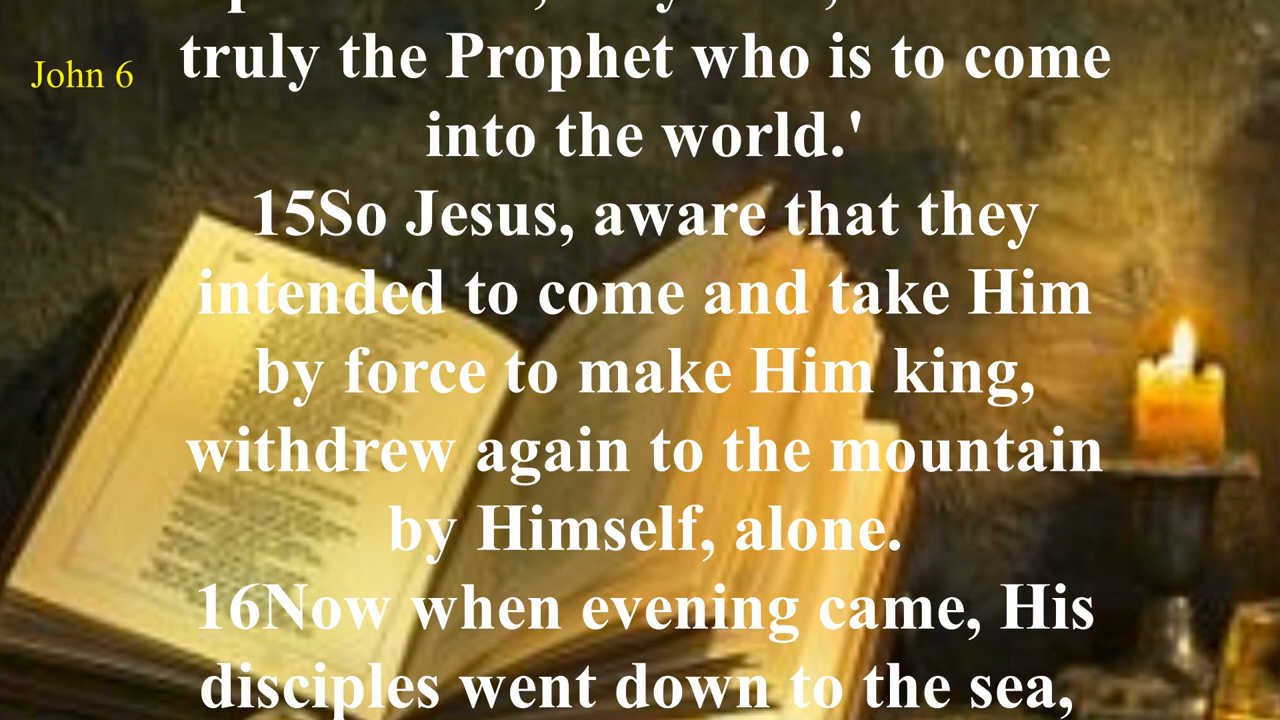 John 6
truly the Prophet who is to come
into the world.'
15So Jesus, aware that they
intended to come and take Him
by force to make Him king,
withdrew again to the mountain
by Himself, alone.
16Now when evening came, His
disciples went down to the sea,